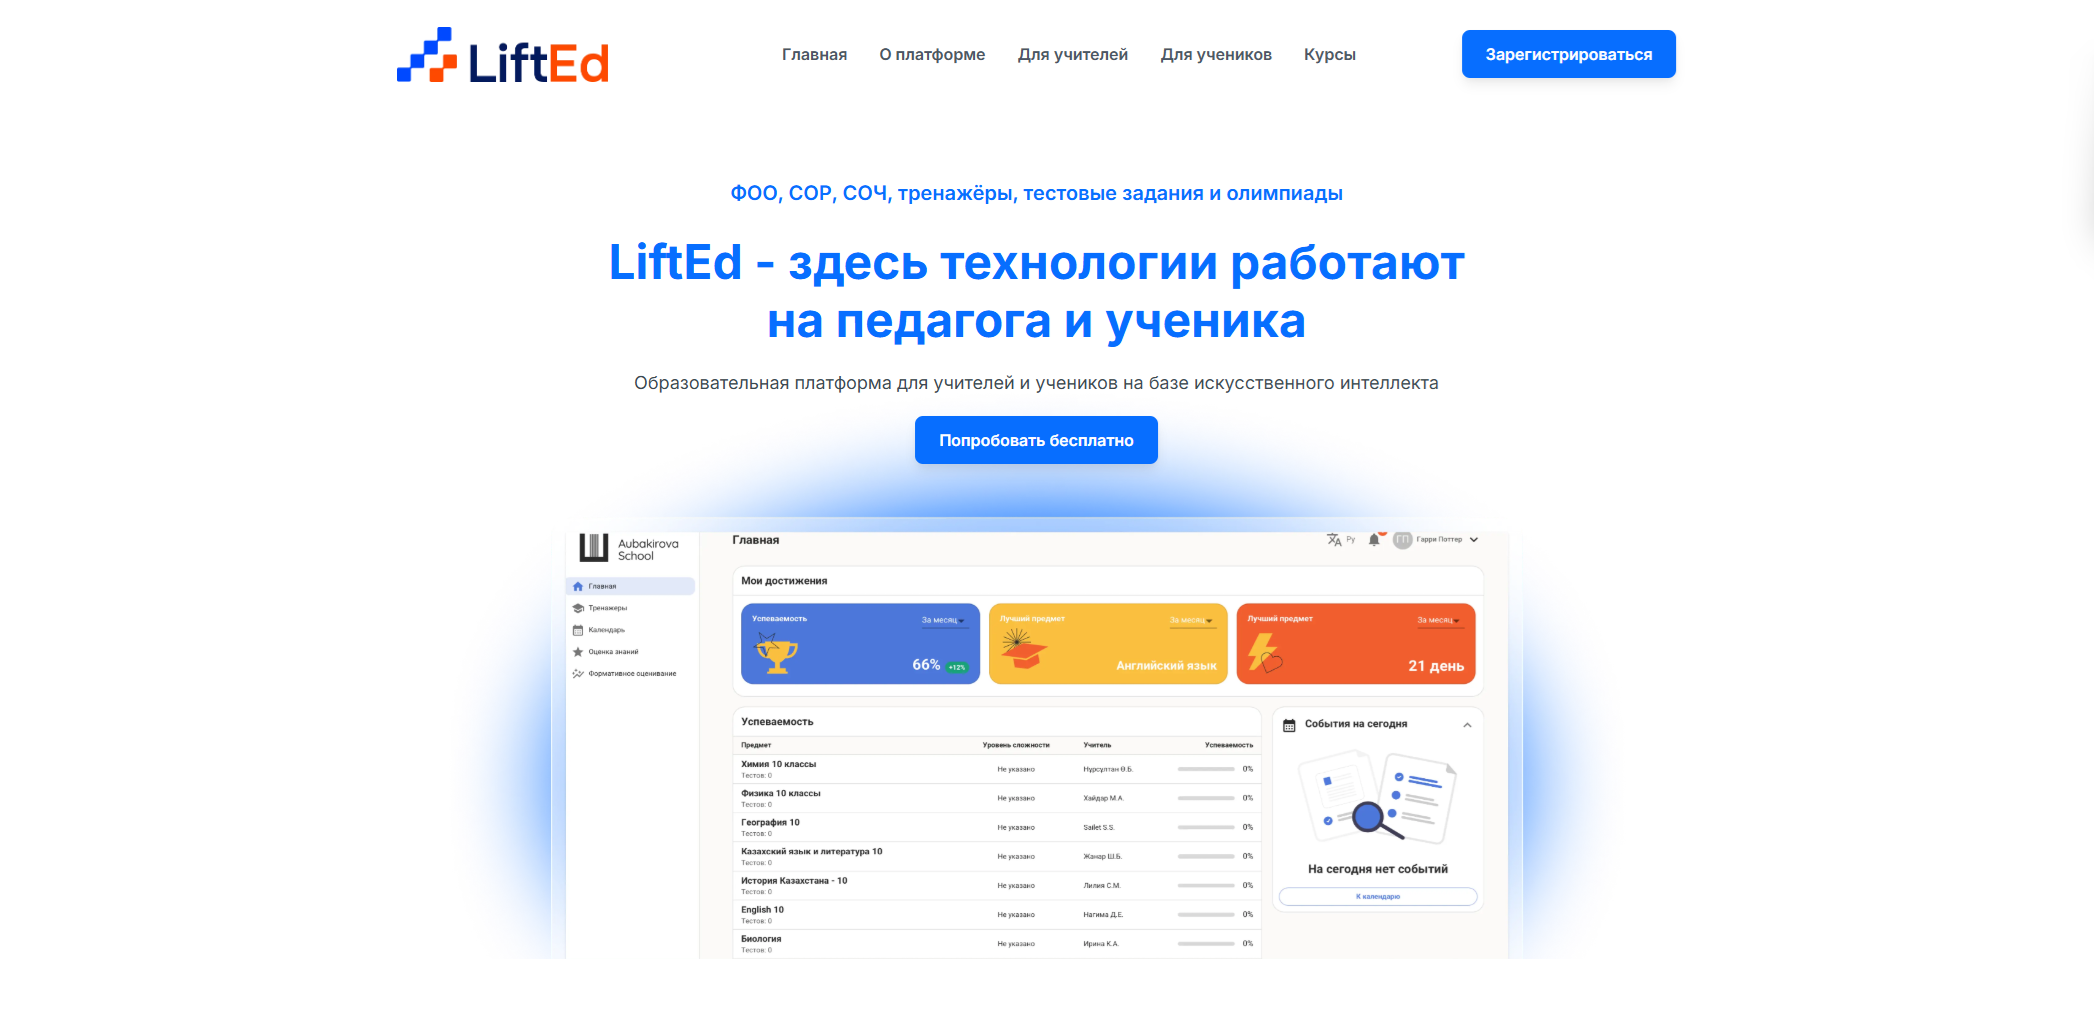 LiftEd
Главная
О платформе
Для учителей
Для учеников
Курсы
Зарегистрироваться
ФОО, СОР, СОЧ, тренажёры, тестовые задания и олимпиады
LiftEd - здесь технологии работают
на педагога и ученика
Образовательная платформа для учителей и учеников на базе искусственного интеллекта
Попробовать бесплатно
Aubakirova
School
Главная
Тренажеры
Календарь
Оценка знаний
Формативное оценивание
Главная
Ру
ГП
Гарри Поттер
Мои достижения
Успеваемость
За месяц
66%
+12%
Лучший предмет
За месяц
Английский язык
Лучший предмет
За месяц
21 день
Успеваемость
Предмет Уровень сложности Учитель Успеваемость
Химия 10 классы
Тестов: 0
Не указано Нұрсұлтан Ә.Б. 0%
Физика 10 классы
Тестов: 0
Не указано Хайдар М.А. 0%
География 10
Тестов: 0
Не указано Sailet S.S. 0%
Казахский язык и литература 10
Тестов: 0
Не указано Жанар Ш.Б. 0%
История Казахстана - 10
Тестов: 0
Не указано Лилия С.М. 0%
English 10
Тестов: 0
Не указано Нагима Д.Е. 0%
Биология
Тестов: 0
Не указано Ирина К.А. 0%
События на сегодня
На сегодня нет событий
К календарю